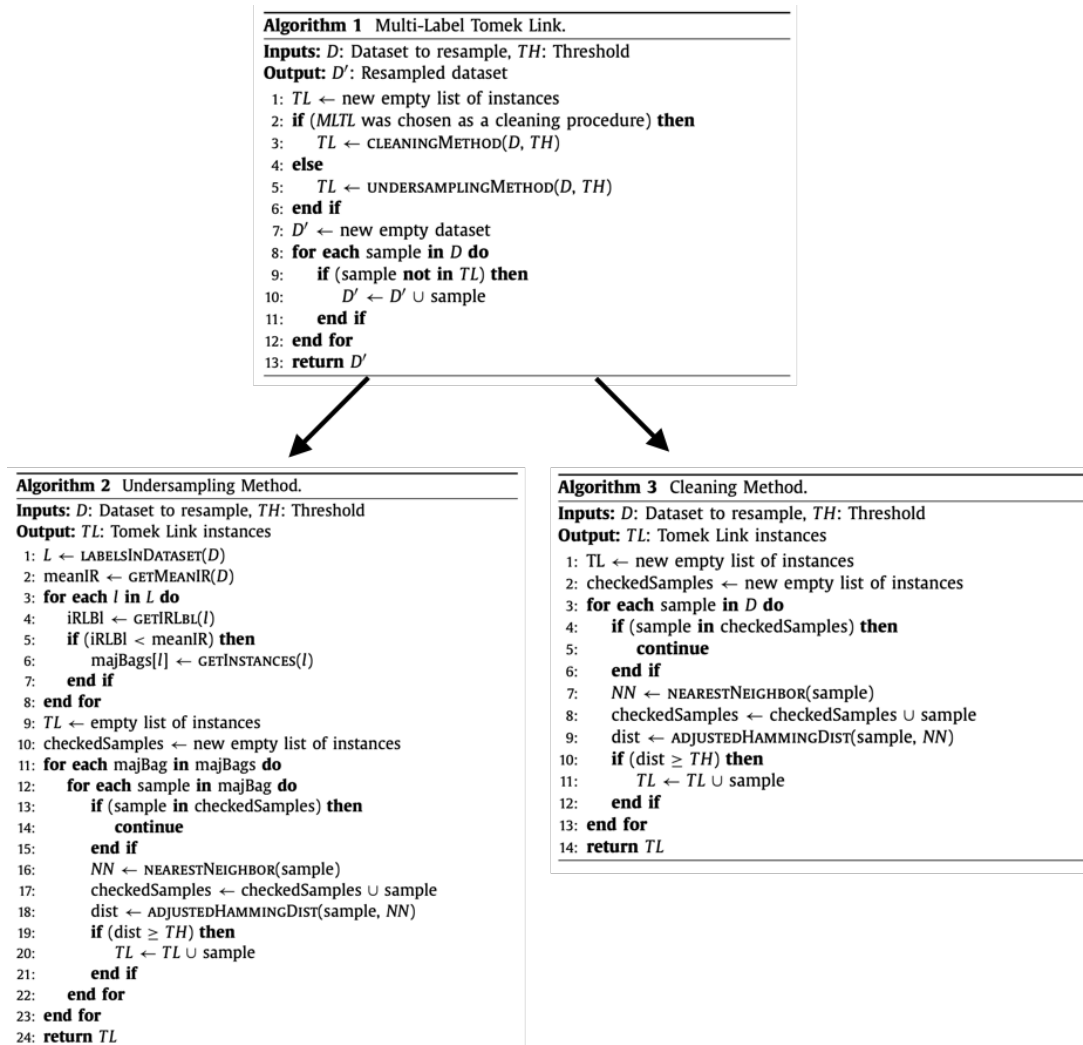 Algorithm 1 Multi-Label Tomek Link.
Inputs: D: Dataset to resample, TH: Threshold
Output: D′: Resampled dataset
1: TL ← new empty list of instances
2: if (MLTL was chosen as a cleaning procedure) then
3: TL ← CLEANINGMETHOD(D, TH)
4: else
5: TL ← UNDERSAMPLINGMETHOD(D, TH)
6: end if
7: D′ ← new empty dataset
8: for each sample in D do
9: if (sample not in TL) then
10: D′ ← D′ ∪ sample
11: end if
12: end for
13: return D′
Algorithm 2 Undersampling Method.
Inputs: D: Dataset to resample, TH: Threshold
Output: TL: Tomek Link instances
1: L ← LABELSINDATASET(D)
2: meanIR ← GETMEANIR(D)
3: for each l in L do
4: iRLBl ← GETIRLBL(l)
5: if (iRLBl < meanIR) then
6: majBags[l] ← GETINSTANCES(l)
7: end if
8: end for
9: TL ← empty list of instances
10: checkedSamples ← new empty list of instances
11: for each majBag in majBags do
12: for each sample in majBag do
13: if (sample in checkedSamples) then
14: continue
15: end if
16: NN ← NEARESTNEIGHBOR(sample)
17: checkedSamples ← checkedSamples ∪ sample
18: dist ← ADJUSTEDHAMMINGDIST(sample, NN)
19: if (dist ≥ TH) then
20: TL ← TL ∪ sample
21: end if
22: end for
23: end for
24: return TL
Algorithm 3 Cleaning Method.
Inputs: D: Dataset to resample, TH: Threshold
Output: TL: Tomek Link instances
1: TL ← new empty list of instances
2: checkedSamples ← new empty list of instances
3: for each sample in D do
4: if (sample in checkedSamples) then
5: continue
6: end if
7: NN ← NEARESTNEIGHBOR(sample)
8: checkedSamples ← checkedSamples ∪ sample
9: dist ← ADJUSTEDHAMMINGDIST(sample, NN)
10: if (dist ≥ TH) then
11: TL ← TL ∪ sample
12: end if
13: end for
14: return TL